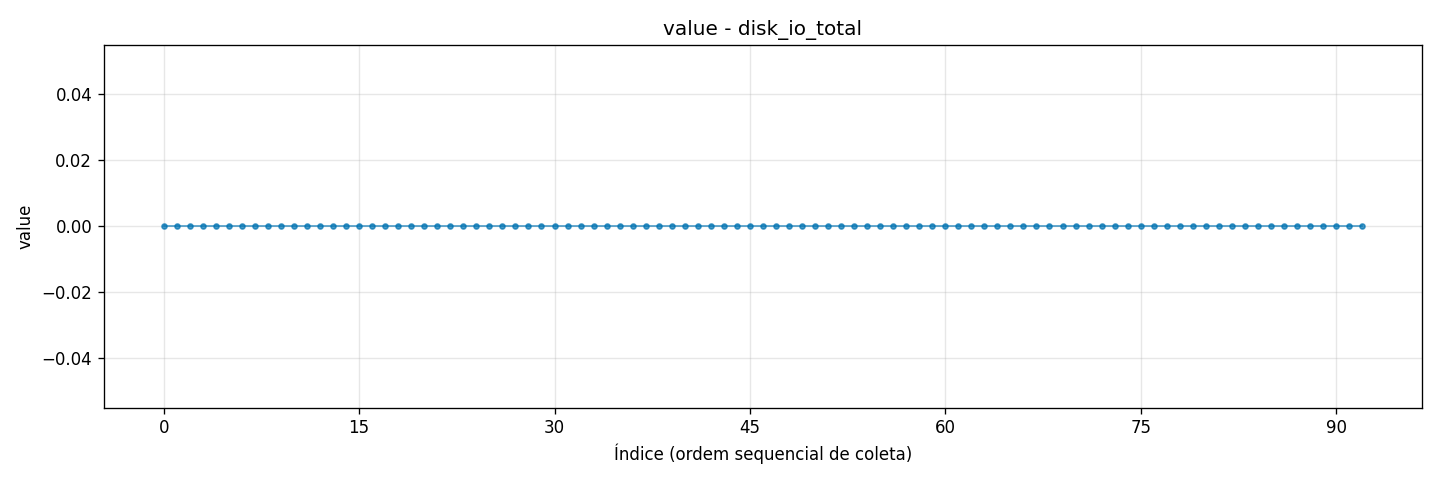 value - disk_io_total
value
0.04
0.02
0.00
−0.02
−0.04
0 15 30 45 60 75 90
Índice (ordem sequencial de coleta)